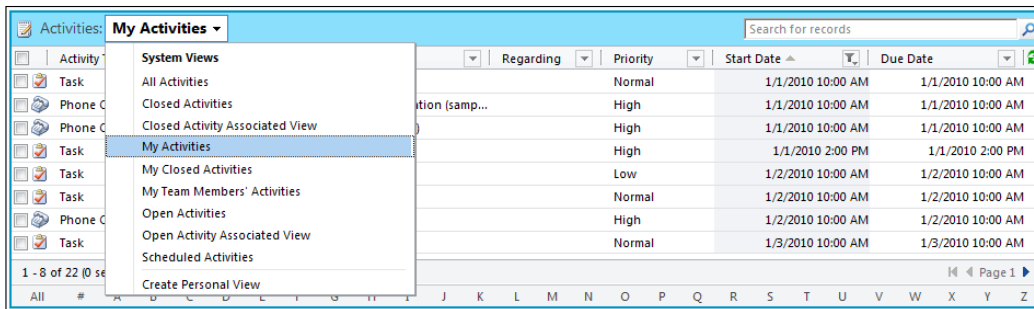 Activities: My Activities
Search for records
Activity
Regarding
Priority
Start Date
Due Date
System Views
All Activities
Closed Activities
Closed Activity Associated View
My Activities
My Closed Activities
My Team Members' Activities
Open Activities
Open Activity Associated View
Scheduled Activities
Create Personal View
Task Normal 1/1/2010 10:00 AM 1/1/2010 10:00 AM
Phone ation (samp... High 1/1/2010 10:00 AM 1/1/2010 10:00 AM
Phone High 1/1/2010 10:00 AM 1/1/2010 10:00 AM
Task High 1/1/2010 2:00 PM 1/1/2010 2:00 PM
Task Low 1/2/2010 10:00 AM 1/2/2010 10:00 AM
Task Normal 1/2/2010 10:00 AM 1/2/2010 10:00 AM
Phone High 1/2/2010 10:00 AM 1/2/2010 10:00 AM
Task Normal 1/3/2010 10:00 AM 1/3/2010 10:00 AM
1 - 8 of 22 (0 se Page 1
All # J K L M N O P Q R S T U V W X Y Z